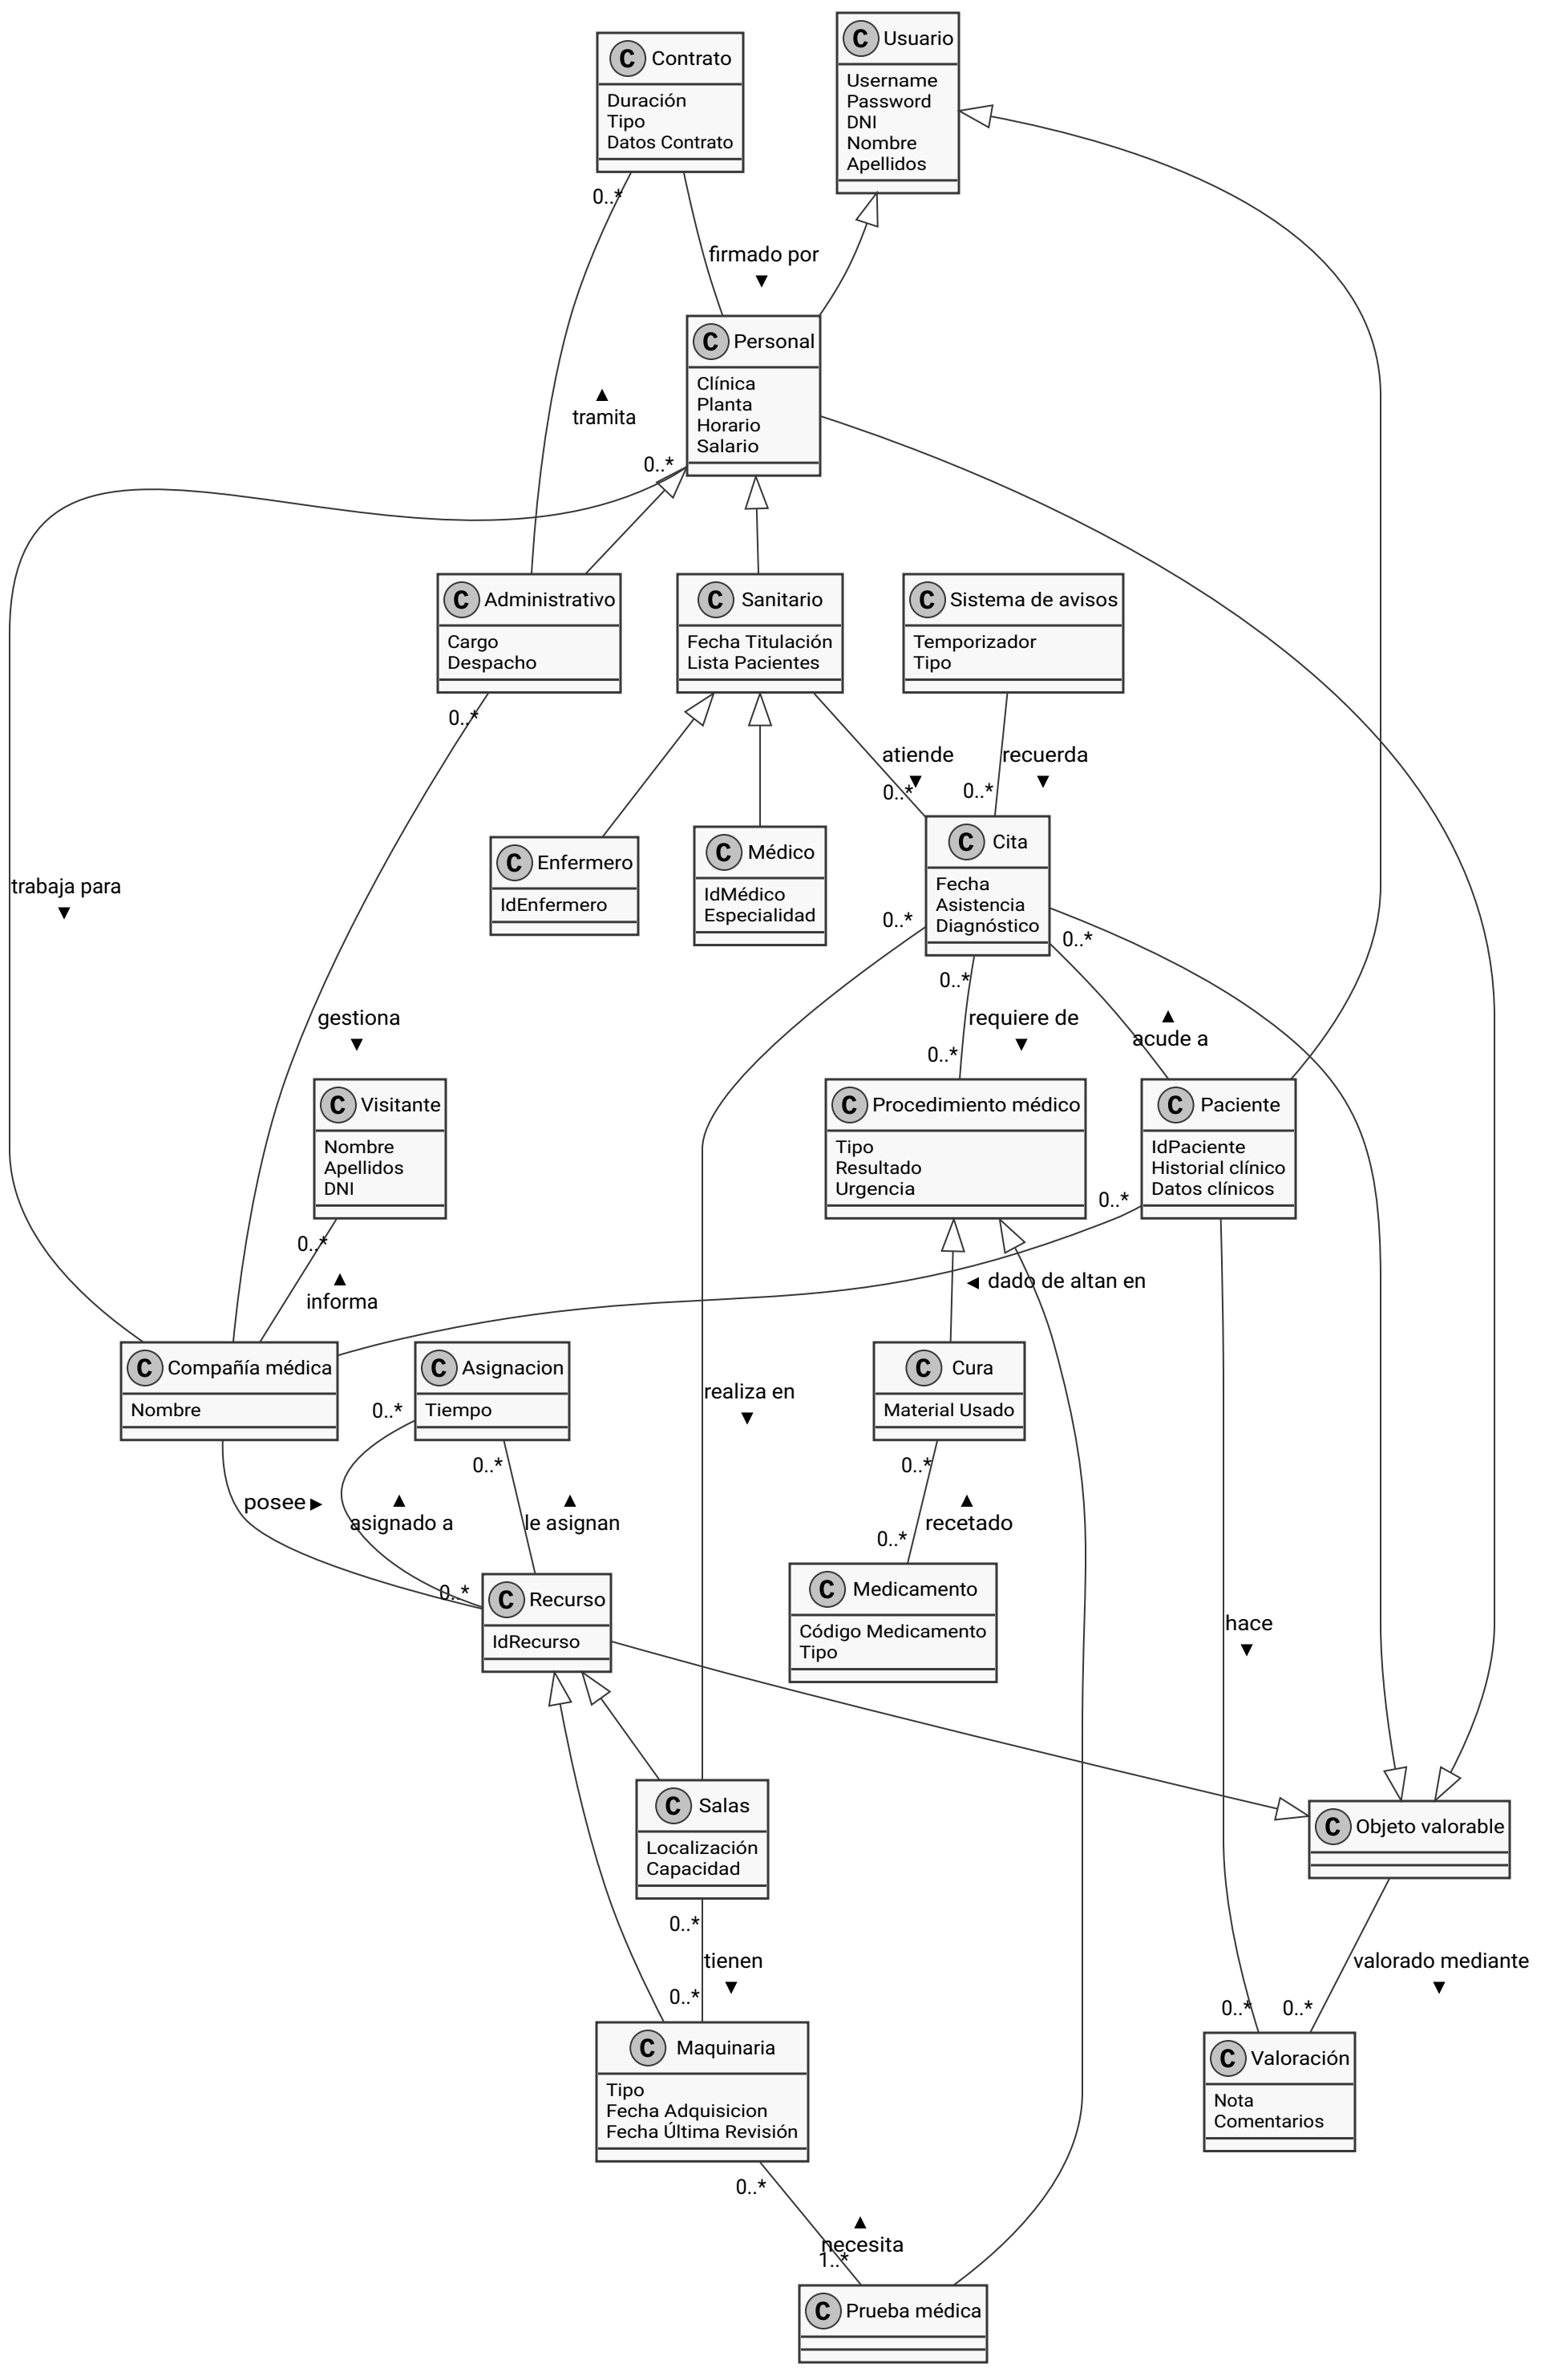 C Usuario
Username
Password
DNI
Nombre
Apellidos
C Contrato
Duración
Tipo
Datos Contrato
0..*
firmado por
▼
C Personal
Clínica
Planta
Horario
Salario
▲
tramita
0..*
C Administrativo
Cargo
Despacho
C Sanitario
Fecha Titulación
Lista Pacientes
C Sistema de avisos
Temporizador
Tipo
0..*
atiende
▼
0..*
recuerda
▼
0..*
C Enfermero
IdEnfermero
C Médico
IdMédico
Especialidad
C Cita
Fecha
Asistencia
Diagnóstico
trabaja para
▼
0..*
0..*
0..*
gestiona
▼
requiere de
▼
0..*
▲
acude a
C Visitante
Nombre
Apellidos
DNI
C Procedimiento médico
Tipo
Resultado
Urgencia
C Paciente
IdPaciente
Historial clínico
Datos clínicos
0..*
0..*
▲
informa
◄ dado de altan en
C Compañía médica
Nombre
C Asignacion
Tiempo
0..*
realiza en
▼
C Cura
Material Usado
0..*
0..*
posee ►
▲
asignado a
▲
le asignan
▲
recetado
0..*
0..*
C Recurso
IdRecurso
C Medicamento
Código Medicamento
Tipo
hace
▼
C Salas
Localización
Capacidad
C Objeto valorable
0..*
tienen
▼
0..*
valorado mediante
▼
0..*
0..*
C Maquinaria
Tipo
Fecha Adquisicion
Fecha Última Revisión
C Valoración
Nota
Comentarios
0..*
▲
necesita
1..*
C Prueba médica